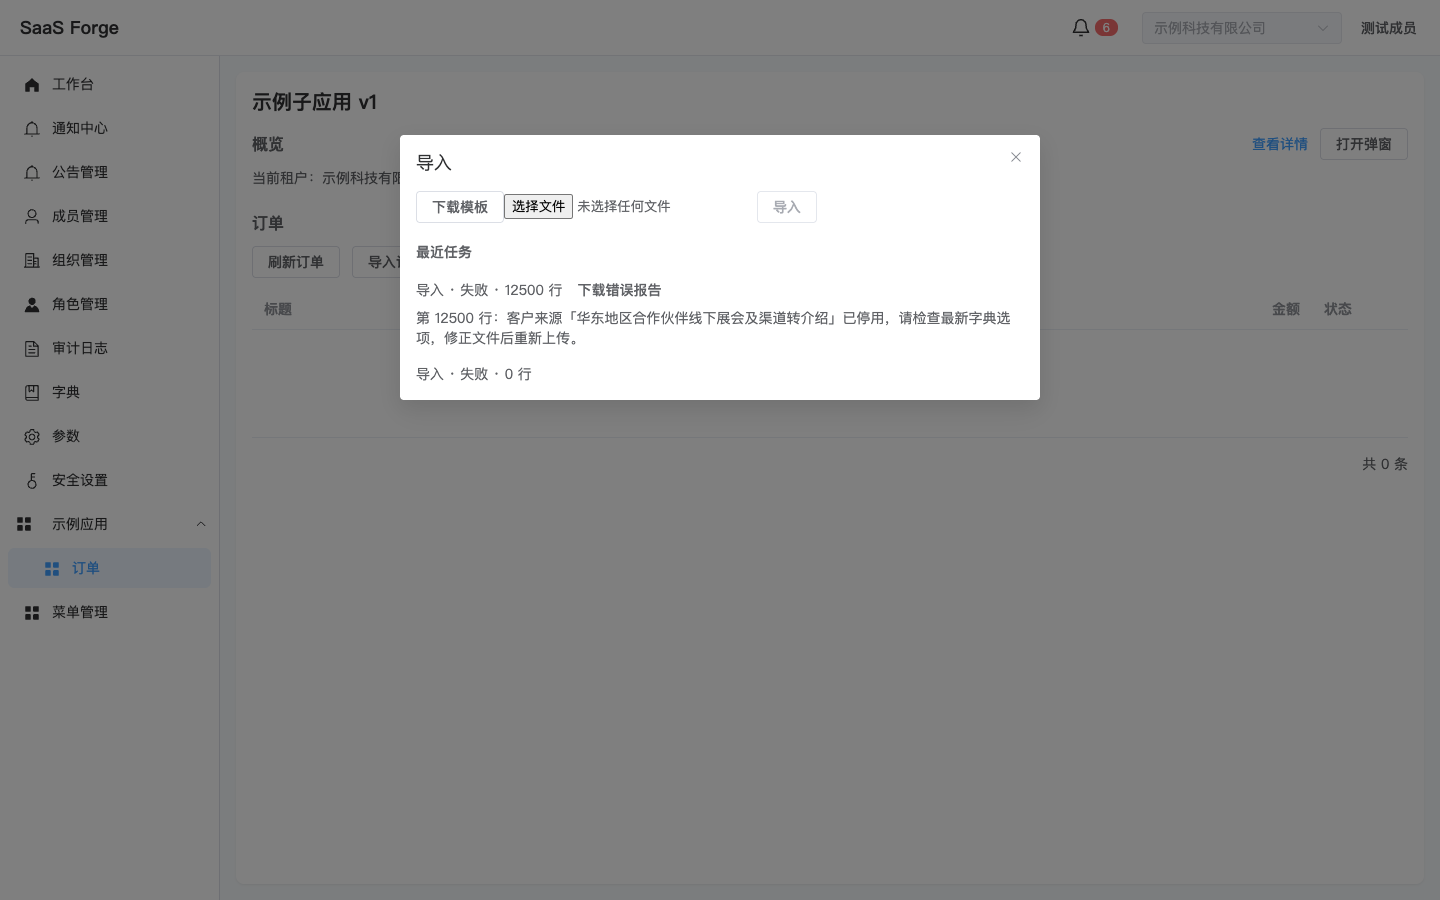 SaaS Forge
6
示例科技有限公司
测试成员
工作台
通知中心
公告管理
成员管理
组织管理
角色管理
审计日志
字典
参数
安全设置
示例应用
订单
菜单管理
示例子应用 v1
概览
查看详情
打开弹窗
当前租户：示例科技有限
订单
刷新订单
导入
标题
金额
状态
共 0 条
导入
下载模板
选择文件 未选择任何文件
导入
最近任务
导入 · 失败 · 12500 行 下载错误报告
第 12500 行：客户来源「华东地区合作伙伴线下展会及渠道转介绍」已停用，请检查最新字典选
项，修正文件后重新上传。
导入 · 失败 · 0 行